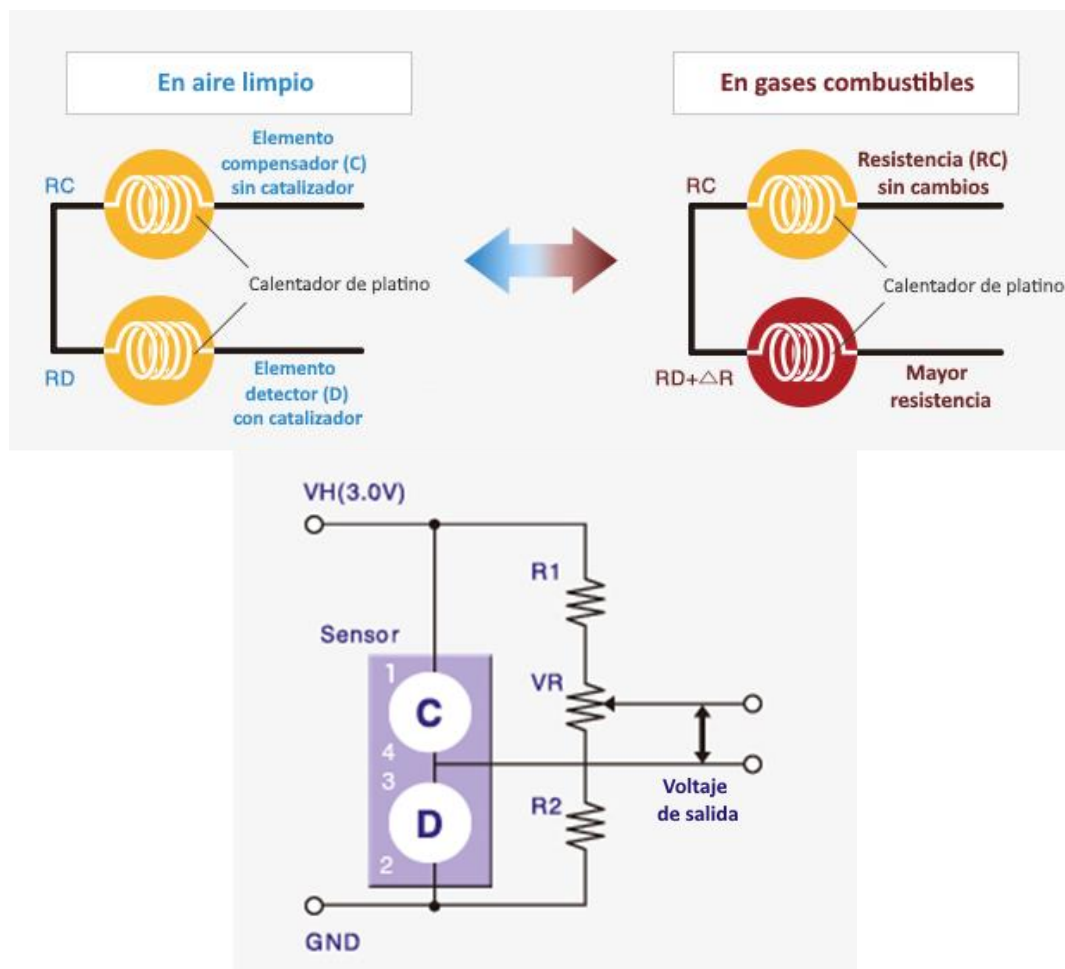 En aire limpio
Elemento
compensador (C)
sin catalizador
RC
Calentador de platino
RD
Elemento
detector (D)
con catalizador
En gases combustibles
RC
Resistencia (RC)
sin cambios
Calentador de platino
RD+△R
Mayor
resistencia
VH(3.0V)
R1
Sensor
1
C
4
VR
3
D
2
R2
Voltaje
de salida
GND